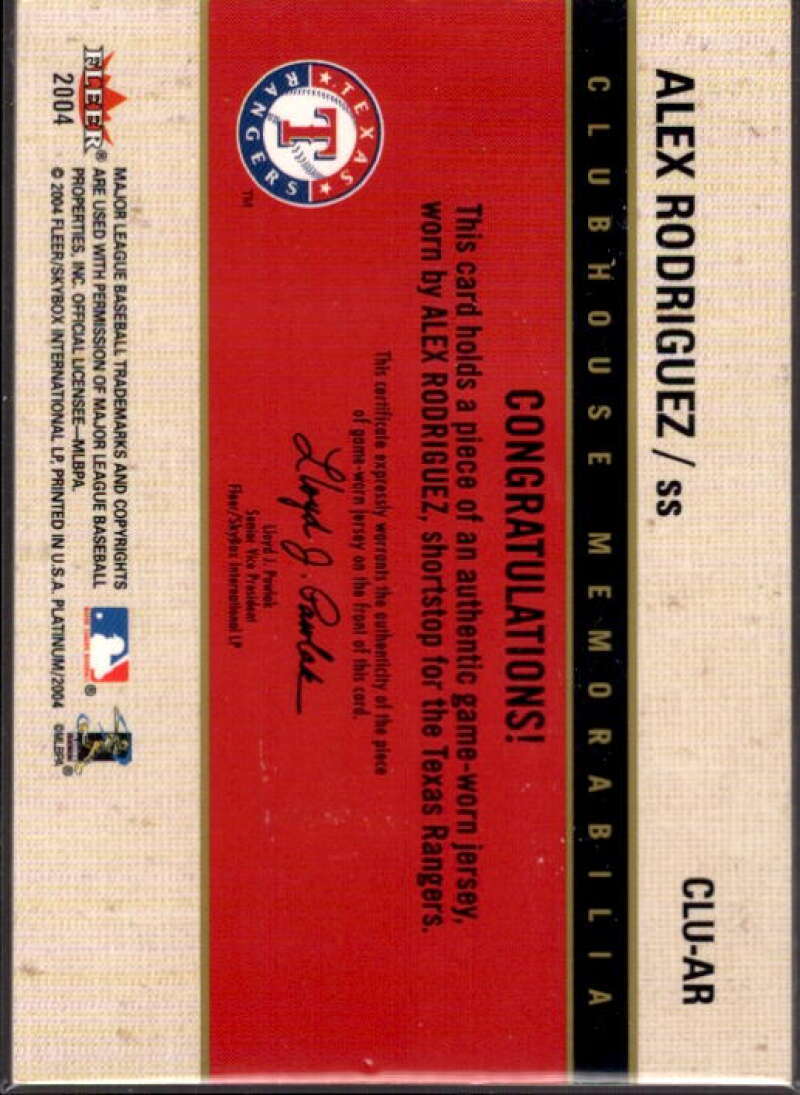 ALEX RODRIGUEZ / SS
CLU-AR
CLUBHOUSE MEMORABILIA
CONGRATULATIONS!
This card holds a piece of an authentic game-worn jersey,
worn by ALEX RODRIGUEZ, shortstop for the Texas Rangers.
This certificate expressly warrants the authenticity of the piece
of game-worn jersey on the front of this card.
Lloyd J. Pawlak
Lloyd J. Pawlak
Senior Vice President
Fleer/SkyBox International LP
TEXAS
T
RANGERS
TM
FLEER®
2004
MAJOR LEAGUE BASEBALL TRADEMARKS AND COPYRIGHTS
ARE USED WITH PERMISSION OF MAJOR LEAGUE BASEBALL
PROPERTIES, INC. OFFICIAL LICENSEE—MLBPA.
© 2004 FLEER/SKYBOX INTERNATIONAL LP, PRINTED IN U.S.A. PLATINUM/2004
®
©MLBPA
®